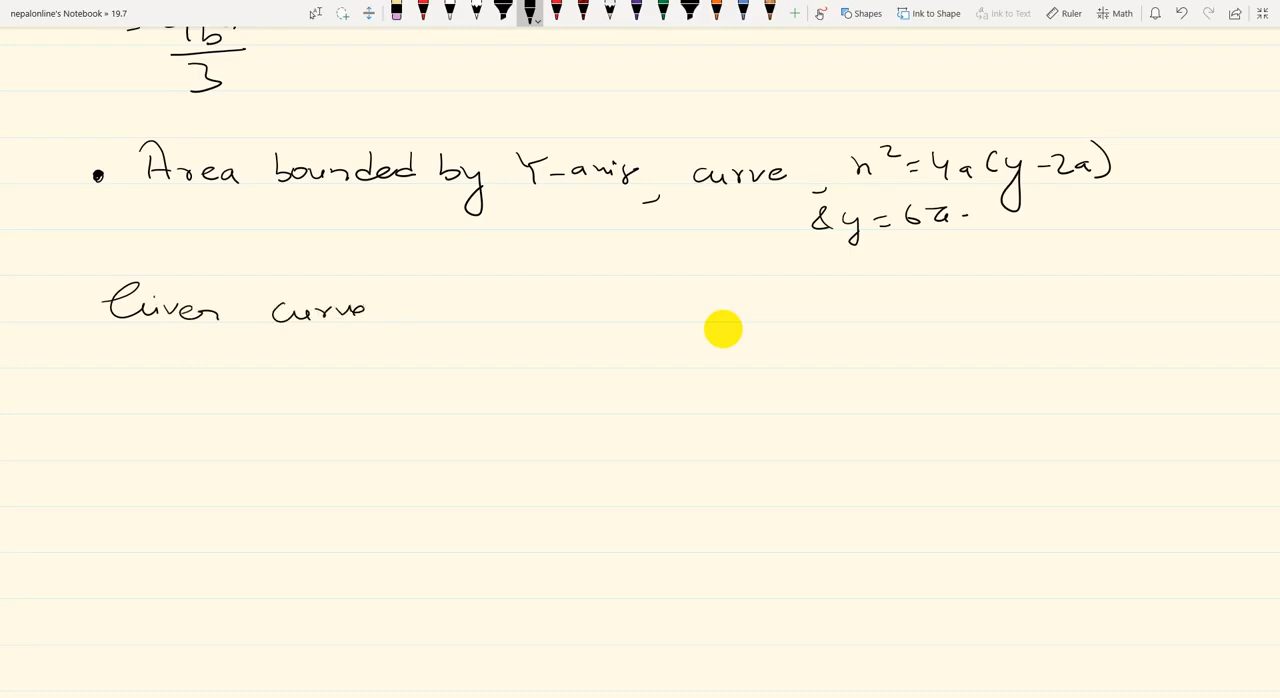 nepalonline's Notebook » 19.7
Shapes Ink to Shape Ink to Text Ruler Math
3
• Area bounded by Y-axis, curve, x² = 4a(y-2a)
& y = 6a.
Given curve